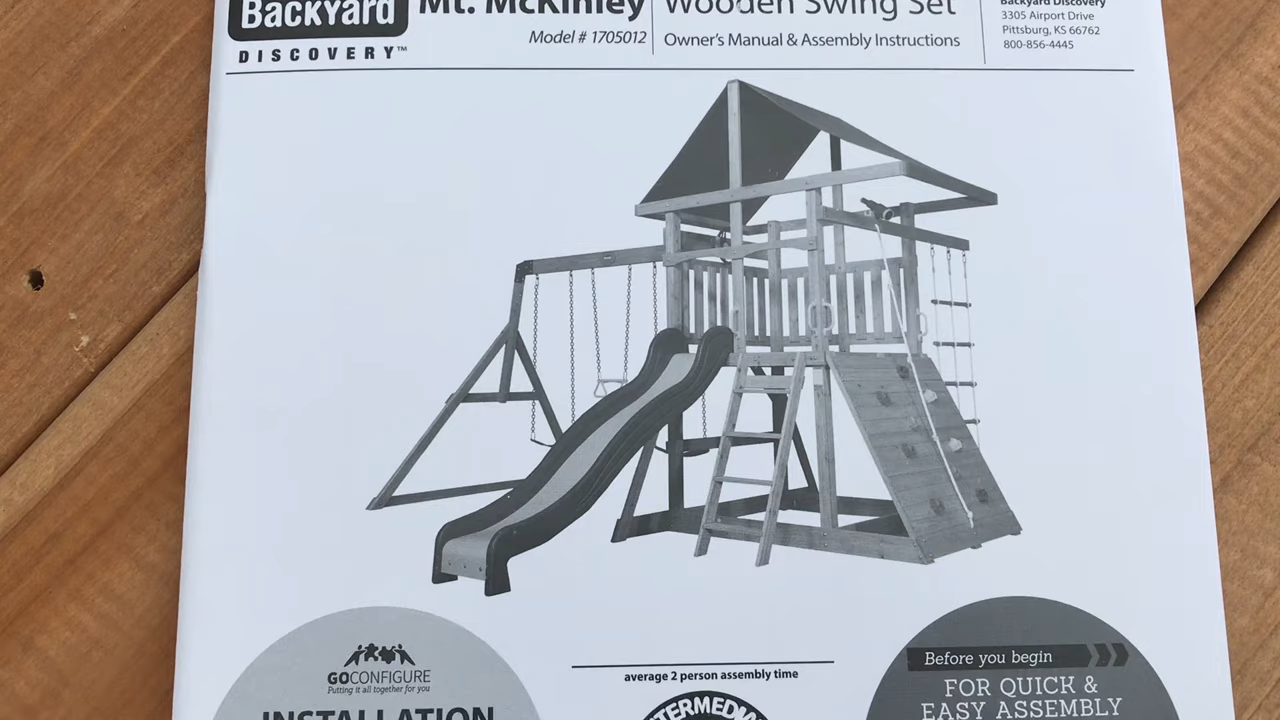 Backyard
DISCOVERY™
Mt. McKinley
Model # 1705012
Wooden Swing Set
Owner's Manual & Assembly Instructions
Backyard Discovery
3305 Airport Drive
Pittsburg, KS 66762
800-856-4445
GOCONFIGURE
Putting it all together for you
INSTALLATION
average 2 person assembly time
Before you begin
FOR QUICK &
EASY ASSEMBLY